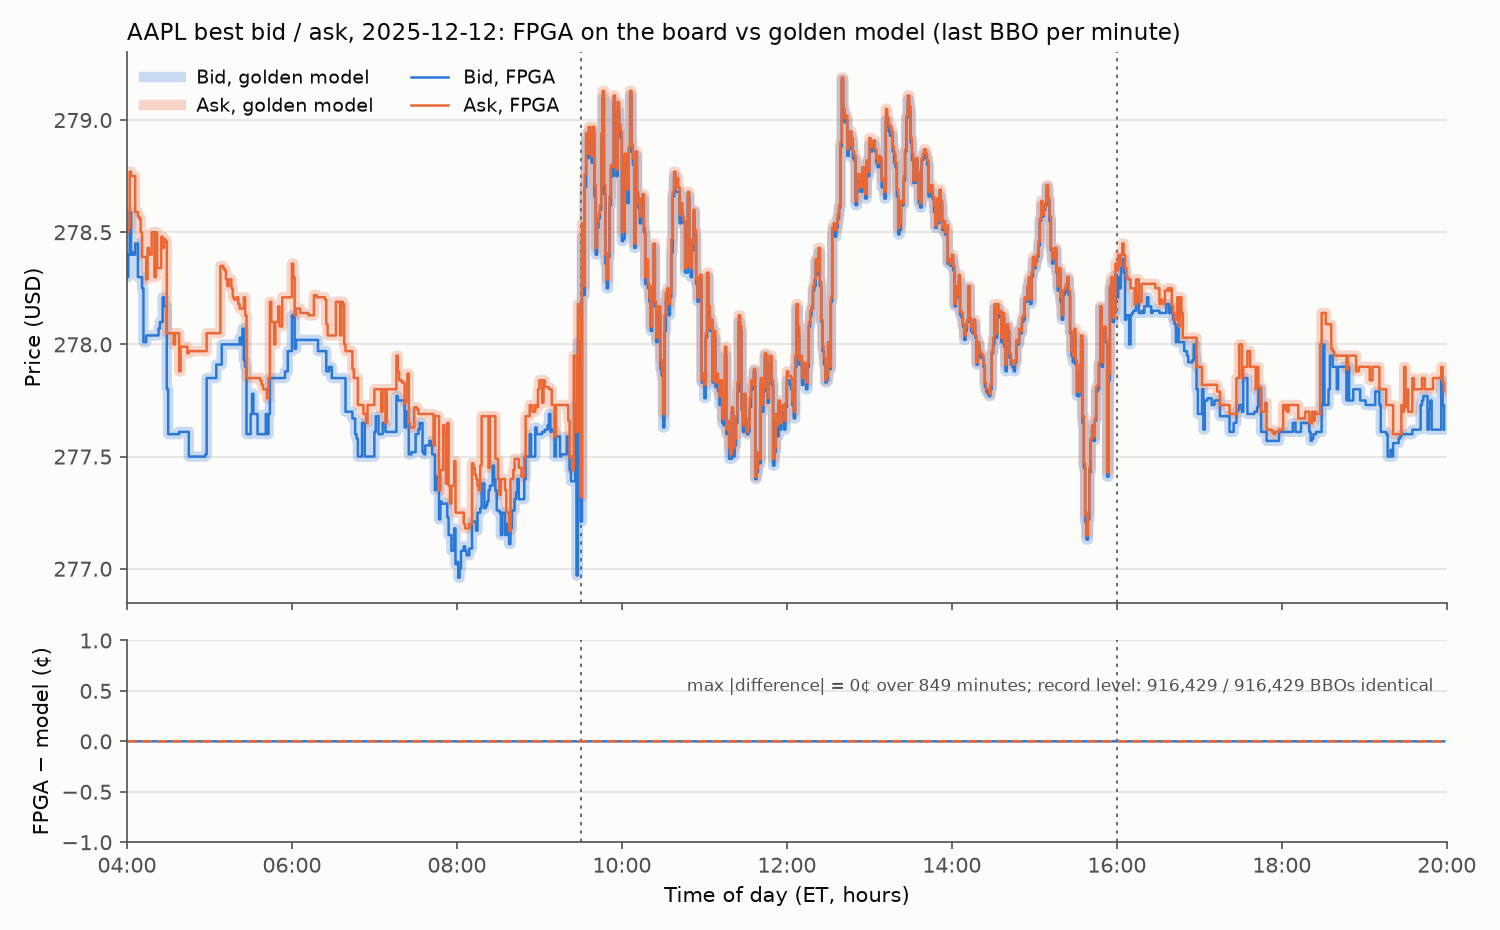 AAPL best bid / ask, 2025-12-12: FPGA on the board vs golden model (last BBO per minute)
Bid, golden model
Bid, FPGA
Ask, golden model
Ask, FPGA
Price (USD)
279.0
278.5
278.0
277.5
277.0
FPGA − model (¢)
1.0
0.5
0.0
−0.5
−1.0
max |difference| = 0¢ over 849 minutes; record level: 916,429 / 916,429 BBOs identical
04:00
06:00
08:00
10:00
12:00
14:00
16:00
18:00
20:00
Time of day (ET, hours)